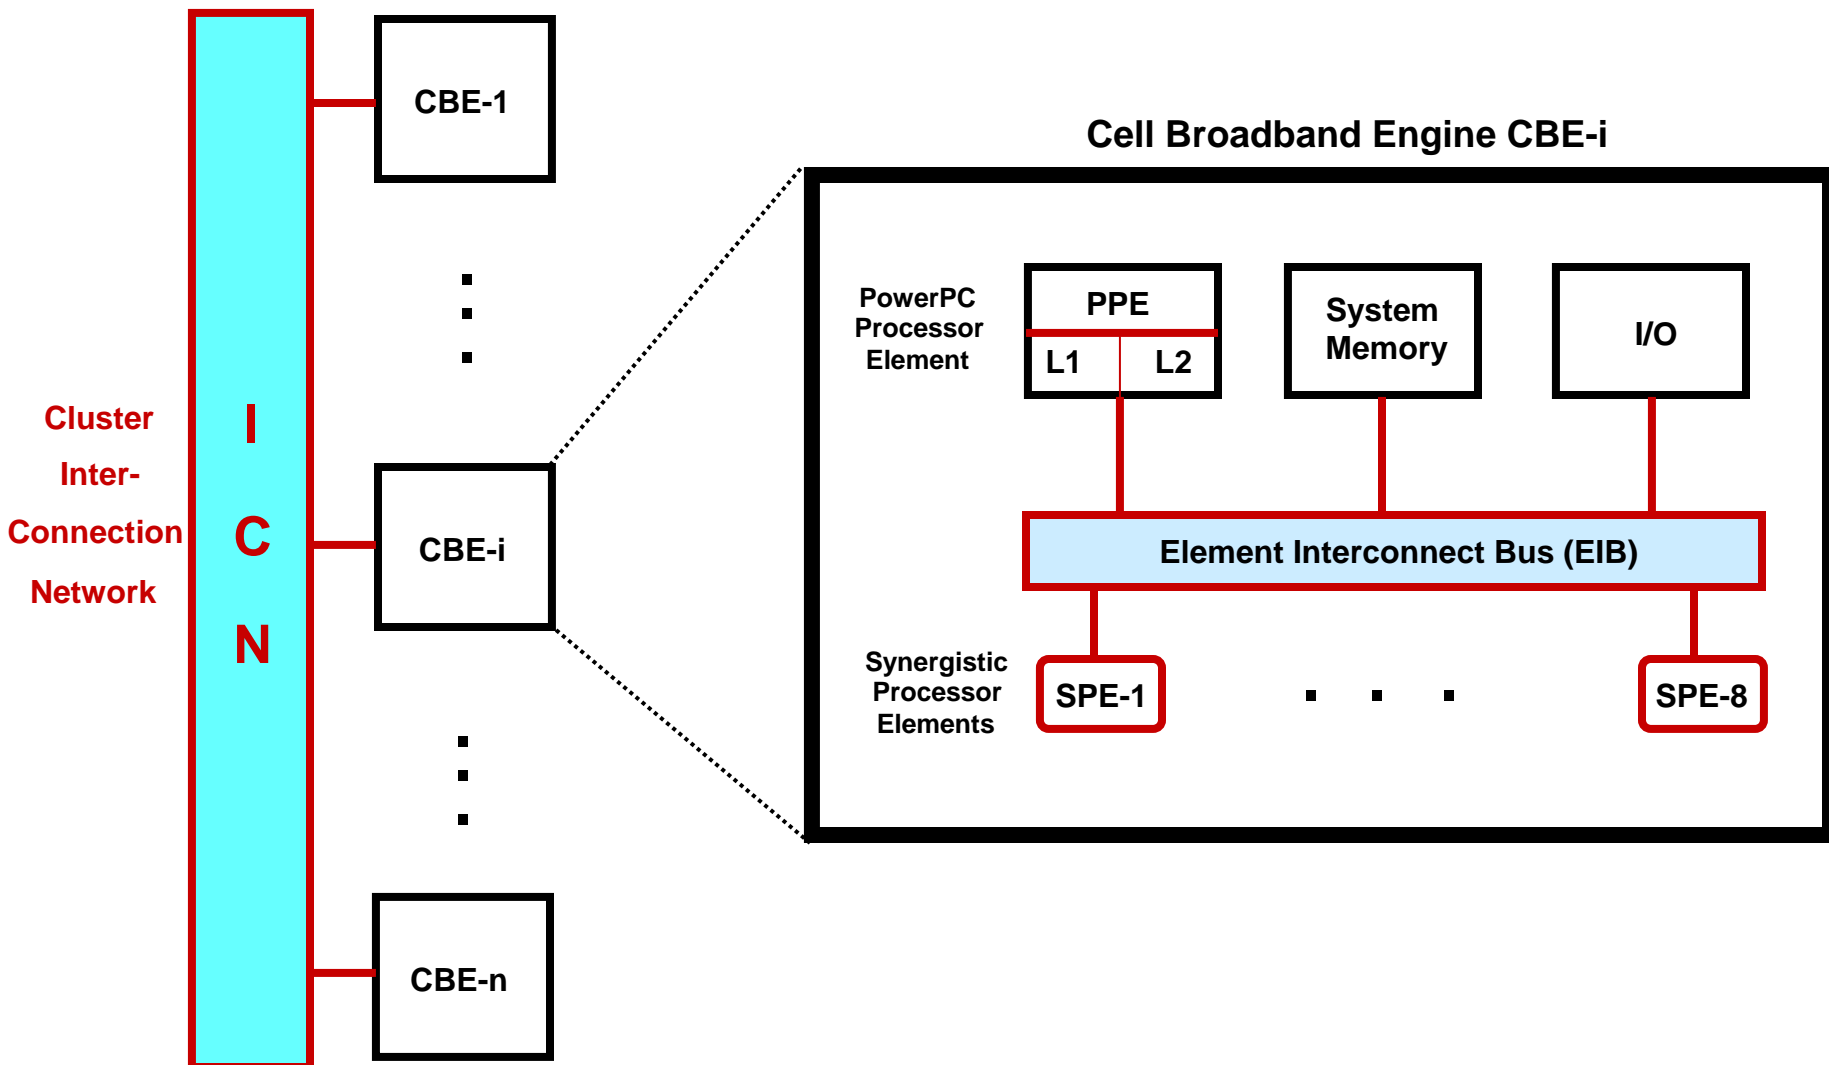 Cluster
Inter-
Connection
Network
I
C
N
CBE-1
CBE-i
CBE-n
Cell Broadband Engine CBE-i
PowerPC
Processor
Element
PPE
L1 L2
System
Memory
I/O
Element Interconnect Bus (EIB)
Synergistic
Processor
Elements
SPE-1
SPE-8